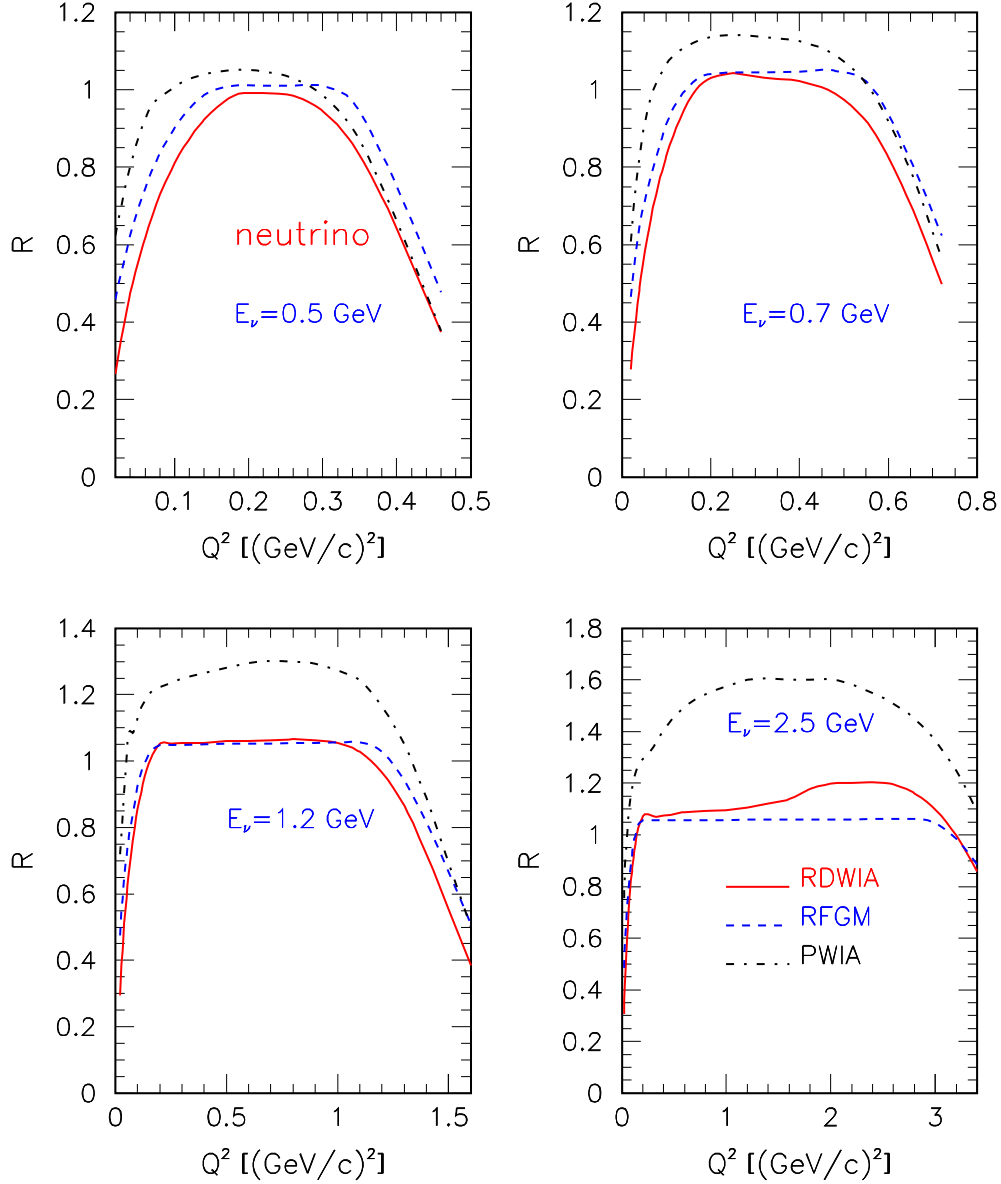 1.2
1
0.8
0.6
0.4
0.2
0
R
neutrino
E_ν=0.5 GeV
0.1 0.2 0.3 0.4 0.5
Q² [(GeV/c)²]
1.2
1
0.8
0.6
0.4
0.2
0
R
E_ν=0.7 GeV
0 0.2 0.4 0.6 0.8
Q² [(GeV/c)²]
1.4
1.2
1
0.8
0.6
0.4
0.2
0
R
E_ν=1.2 GeV
0 0.5 1 1.5
Q² [(GeV/c)²]
1.8
1.6
1.4
1.2
1
0.8
0.6
0.4
0.2
0
R
E_ν=2.5 GeV
RDWIA
RFGM
PWIA
0 1 2 3
Q² [(GeV/c)²]